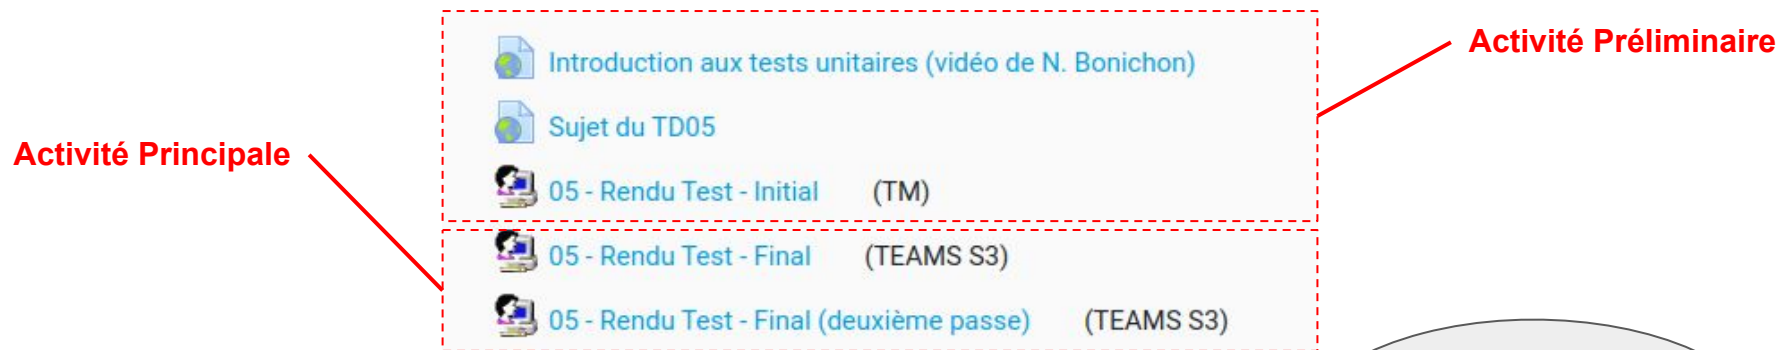 Activité Préliminaire
Introduction aux tests unitaires (vidéo de N. Bonichon)
Sujet du TD05
Activité Principale
05 - Rendu Test - Initial (TM)
05 - Rendu Test - Final (TEAMS S3)
05 - Rendu Test - Final (deuxième passe) (TEAMS S3)